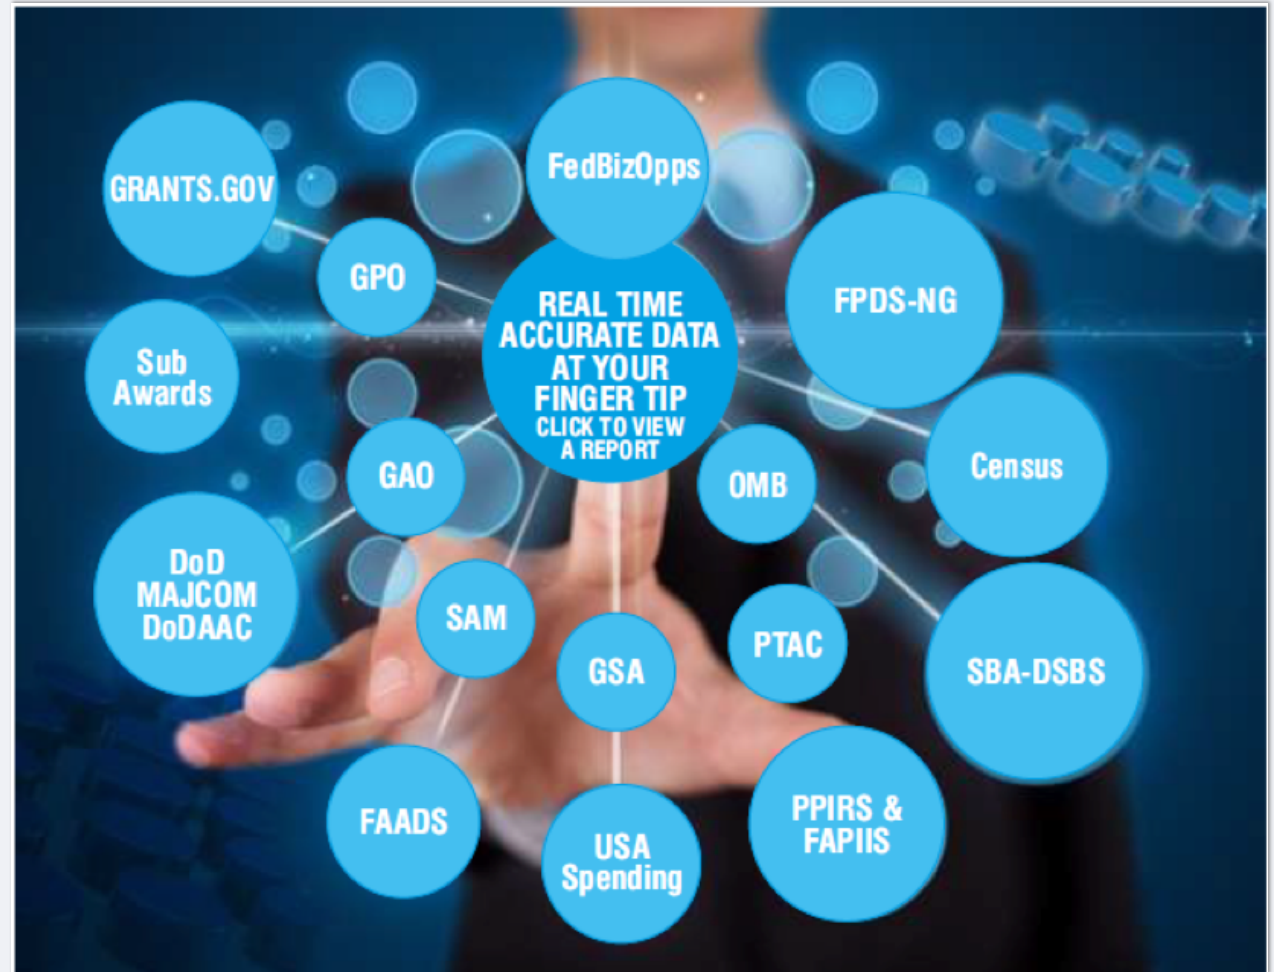 FedBizOpps
GRANTS.GOV
GPO
FPDS-NG
REAL TIME
ACCURATE DATA
AT YOUR
FINGER TIP
CLICK TO VIEW
A REPORT
Sub
Awards
GAO
OMB
Census
DoD
MAJCOM
DoDAAC
SAM
GSA
PTAC
SBA-DSBS
FAADS
USA
Spending
PPIRS &
FAPIIS